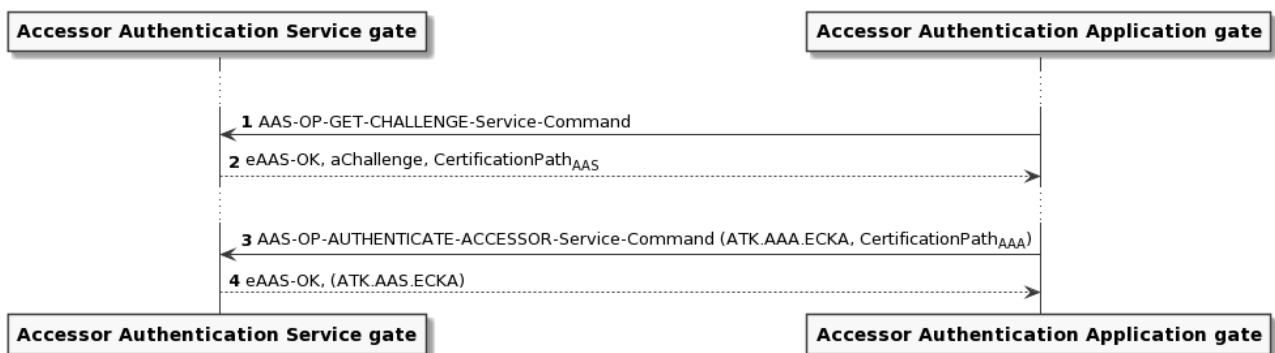 Accessor Authentication Service gate
Accessor Authentication Application gate
1 AAS-OP-GET-CHALLENGE-Service-Command
2 eAAS-OK, aChallenge, CertificationPathAAS
3 AAS-OP-AUTHENTICATE-ACCESSOR-Service-Command (ATK.AAA.ECKA, CertificationPathAAA)
4 eAAS-OK, (ATK.AAS.ECKA)
Accessor Authentication Service gate
Accessor Authentication Application gate